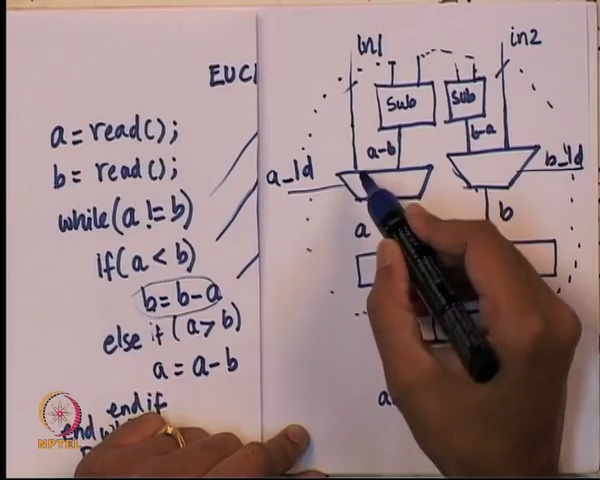 EUC
a = read();
b = read();
while(a != b)
if(a < b)
b = b-a
else if (a > b)
a = a-b
endif
in1
in2
Sub
Sub
a-b
b-a
a_ld
b_ld
a
b
NPTEL